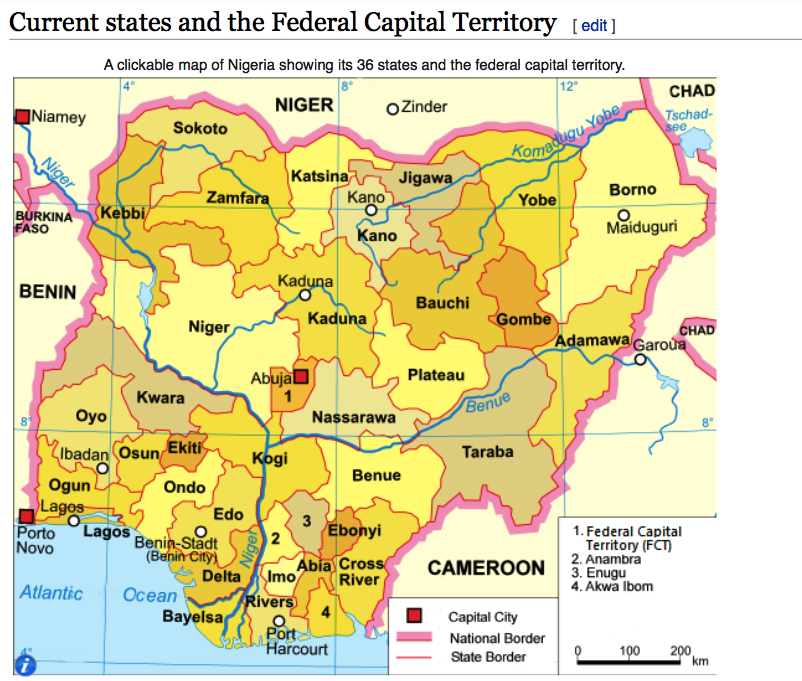 Current states and the Federal Capital Territory [ edit ]
A clickable map of Nigeria showing its 36 states and the federal capital territory.
4°
8°
12°
CHAD
NIGER
Zinder
Niamey
Tschad-
see
Komadugu Yobe
Sokoto
Niger
Katsina
Jigawa
Zamfara
Kano
Yobe
Borno
Kebbi
BURKINA
FASO
Kano
Maiduguri
BENIN
Kaduna
Bauchi
Niger
Kaduna
Gombe
CHAD
Adamawa
Garoua
Abuja
1
Plateau
Kwara
Benue
Oyo
Nassarawa
8°
8°
Ibadan
Osun
Ekiti
Kogi
Taraba
Ogun
Ondo
Benue
Lagos
Edo
3
Ebonyi
Porto
Novo
Lagos
Benin-Stadt
(Benin City)
Niger
2
1. Federal Capital
Territory (FCT)
2. Anambra
3. Enugu
4. Akwa Ibom
Abia
Cross
River
CAMEROON
Delta
Imo
Atlantic Ocean
Rivers
4
Bayelsa
Port
Harcourt
Capital City
National Border
State Border
4°
i
0 100 200 km